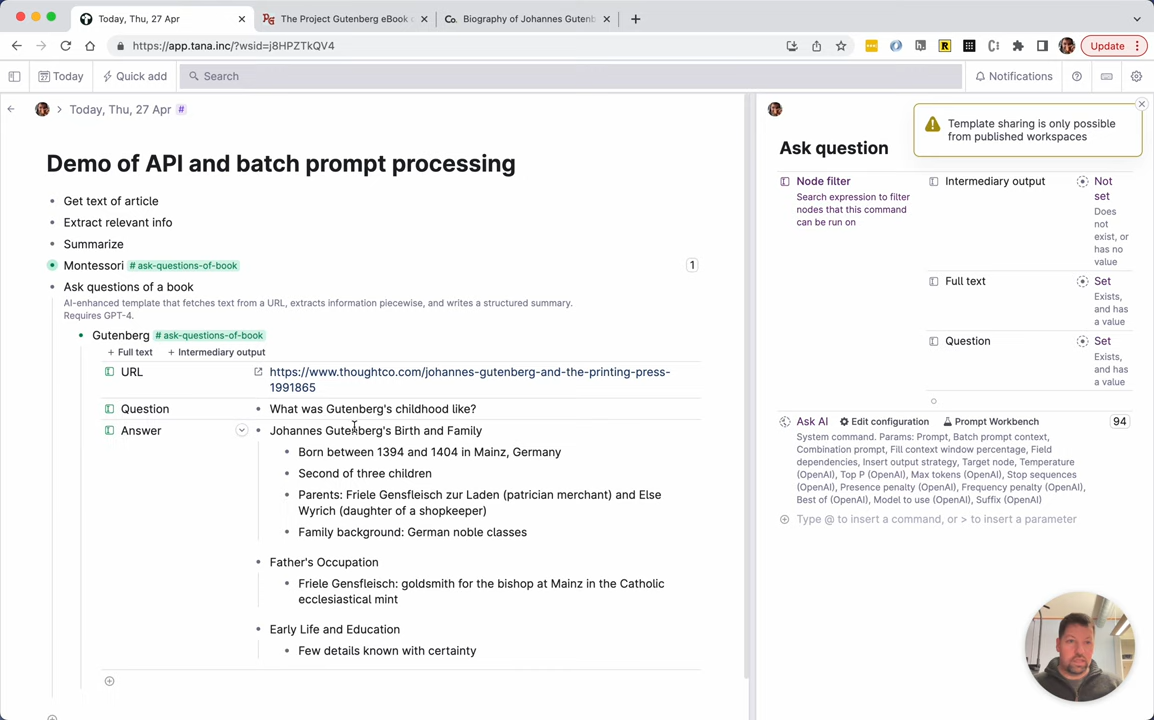 Today, Thu, 27 Apr
The Project Gutenberg eBook o
Co. Biography of Johannes Gutenb
https://app.tana.inc/?wsid=j8HPZTkQV4
Update
Today
Quick add
Search
Notifications
Today, Thu, 27 Apr #
Demo of API and batch prompt processing
Get text of article
Extract relevant info
Summarize
Montessori # ask-questions-of-book
1
Ask questions of a book
AI-enhanced template that fetches text from a URL, extracts information piecewise, and writes a structured summary.
Requires GPT-4.
Gutenberg # ask-questions-of-book
+ Full text + Intermediary output
URL
https://www.thoughtco.com/johannes-gutenberg-and-the-printing-press-
1991865
Question
What was Gutenberg's childhood like?
Answer
Johannes Gutenberg's Birth and Family
Born between 1394 and 1404 in Mainz, Germany
Second of three children
Parents: Friele Gensfleisch zur Laden (patrician merchant) and Else
Wyrich (daughter of a shopkeeper)
Family background: German noble classes
Father's Occupation
Friele Gensfleisch: goldsmith for the bishop at Mainz in the Catholic
ecclesiastical mint
Early Life and Education
Few details known with certainty
Template sharing is only possible
from published workspaces
Ask question
Node filter
Search expression to filter
nodes that this command
can be run on
Intermediary output
Not
set
Does
not
exist, or
has no
value
Full text
Set
Exists,
and has
a value
Question
Set
Exists,
and has
a value
Ask AI Edit configuration Prompt Workbench
94
System command. Params: Prompt, Batch prompt context,
Combination prompt, Fill context window percentage, Field
dependencies, Insert output strategy, Target node, Temperature
(OpenAI), Top P (OpenAI), Max tokens (OpenAI), Stop sequences
(OpenAI), Presence penalty (OpenAI), Frequency penalty (OpenAI),
Best of (OpenAI), Model to use (OpenAI), Suffix (OpenAI)
Type @ to insert a command, or > to insert a parameter